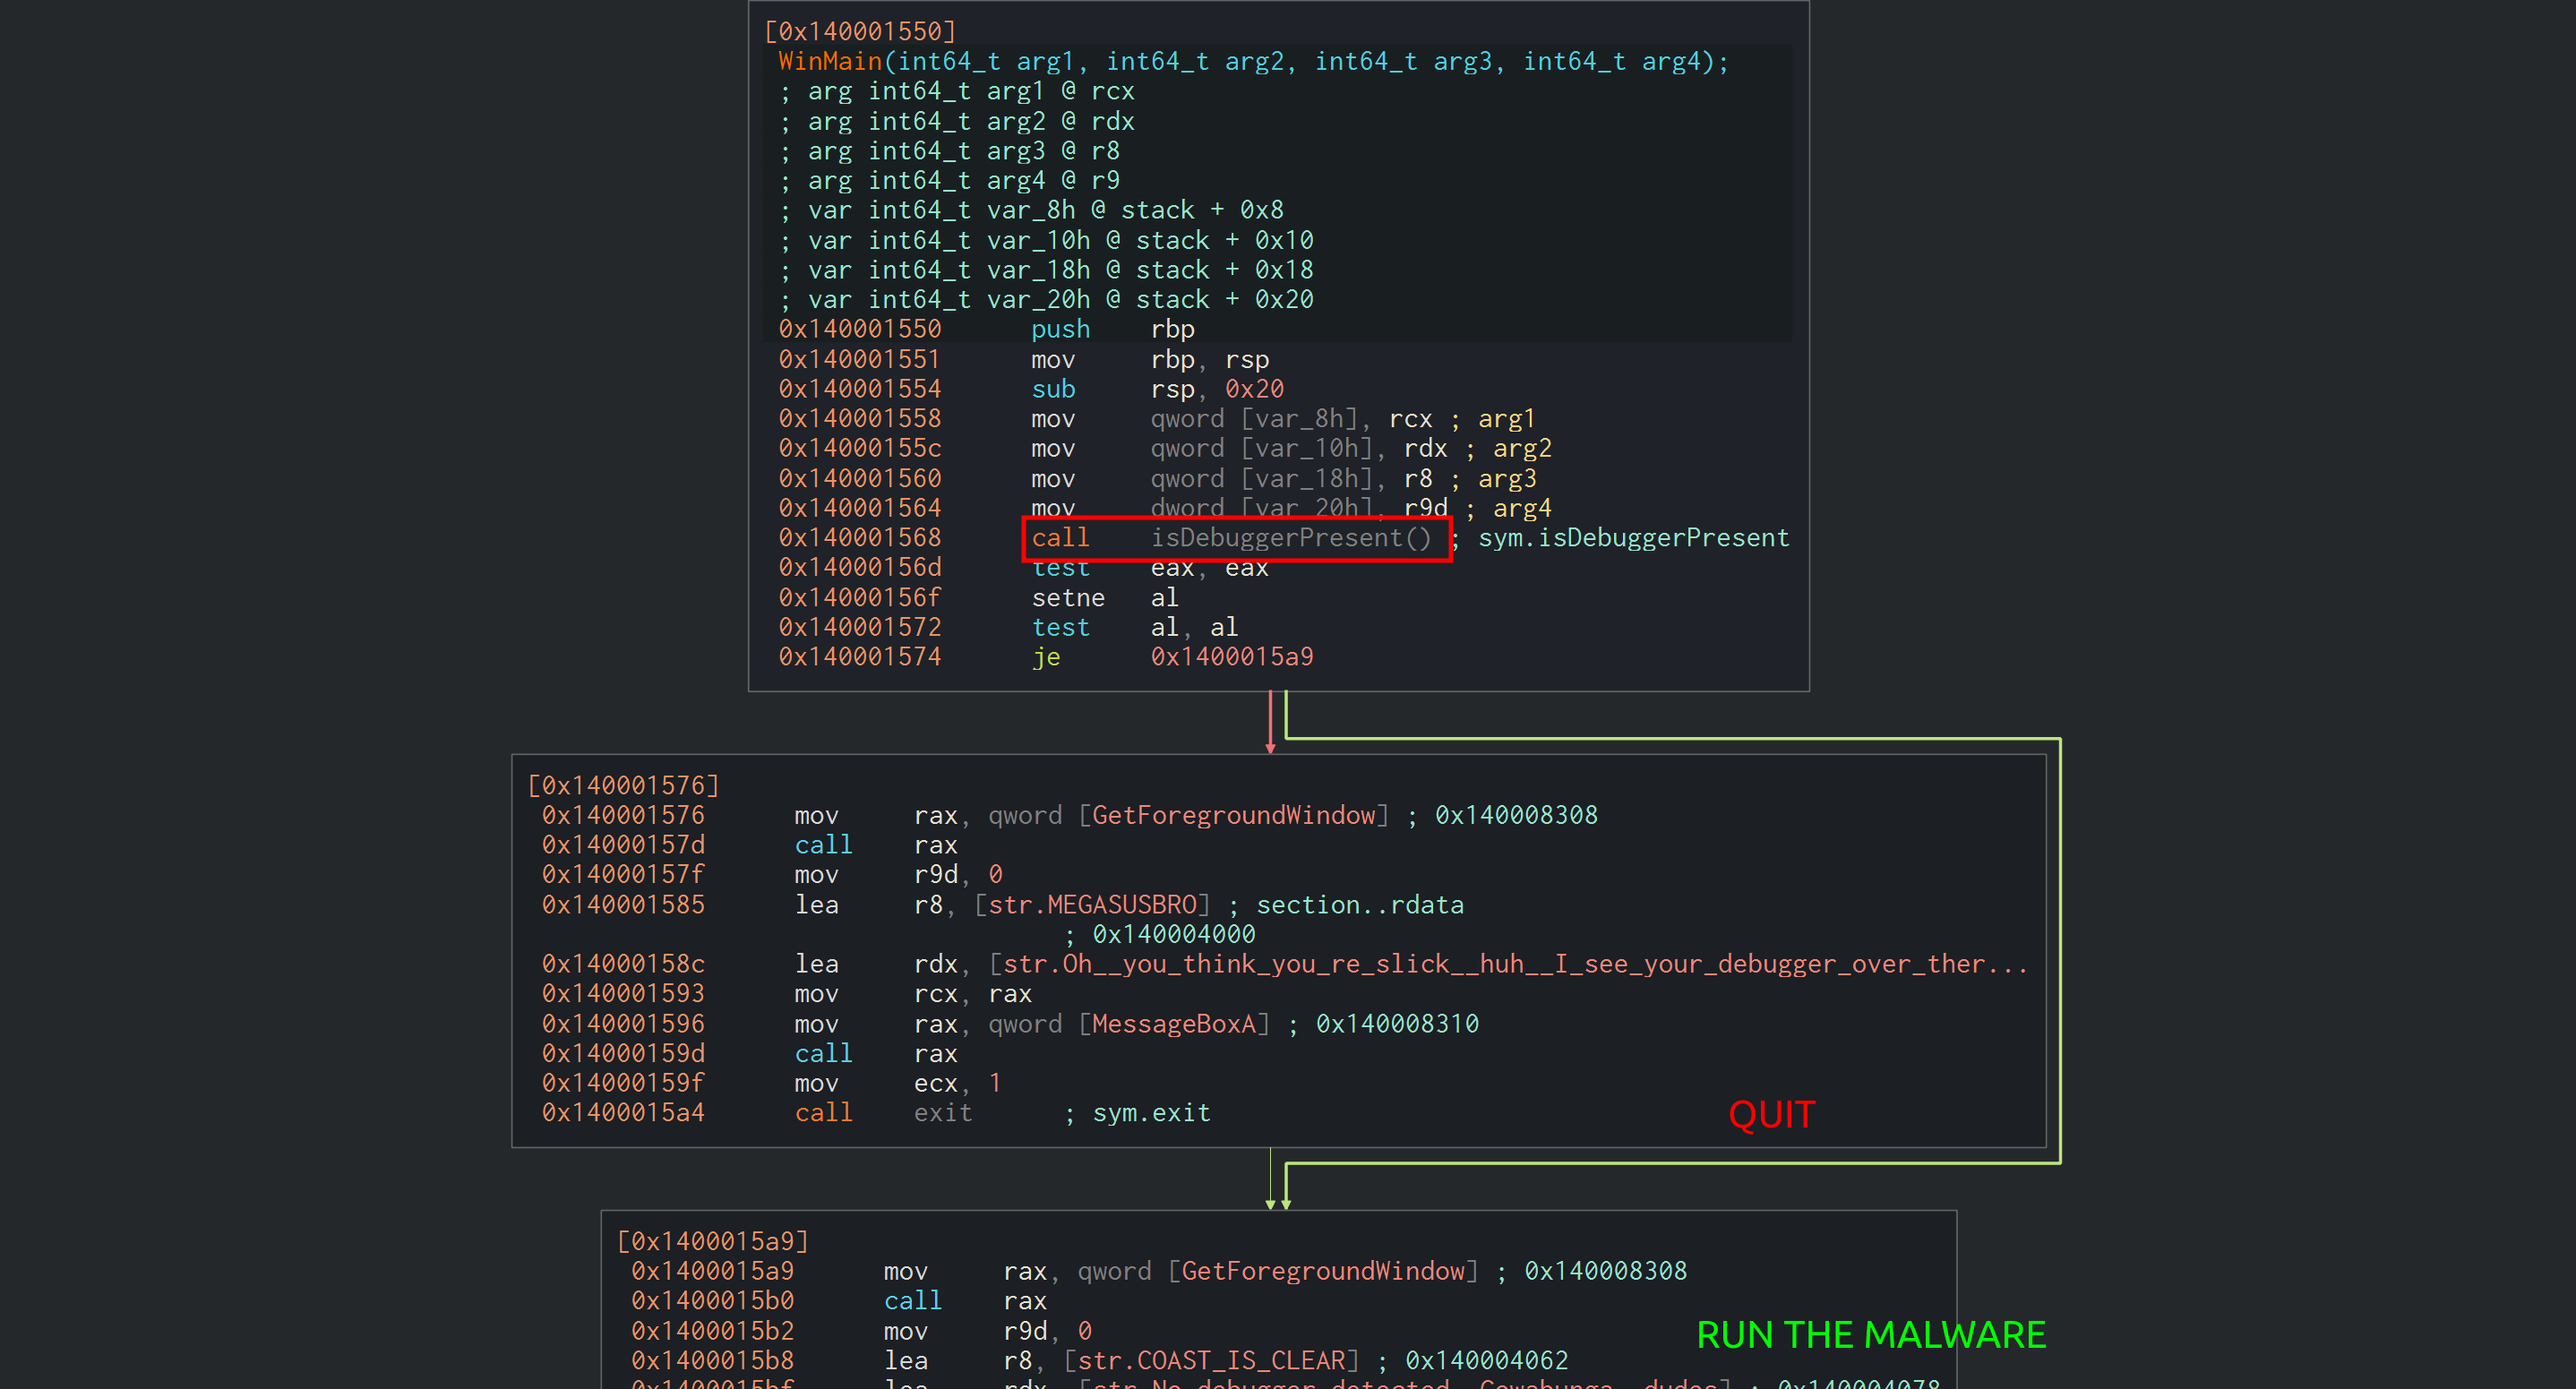 [0x140001550]
WinMain(int64_t arg1, int64_t arg2, int64_t arg3, int64_t arg4);
; arg int64_t arg1 @ rcx
; arg int64_t arg2 @ rdx
; arg int64_t arg3 @ r8
; arg int64_t arg4 @ r9
; var int64_t var_8h @ stack + 0x8
; var int64_t var_10h @ stack + 0x10
; var int64_t var_18h @ stack + 0x18
; var int64_t var_20h @ stack + 0x20
0x140001550 push rbp
0x140001551 mov rbp, rsp
0x140001554 sub rsp, 0x20
0x140001558 mov qword [var_8h], rcx ; arg1
0x14000155c mov qword [var_10h], rdx ; arg2
0x140001560 mov qword [var_18h], r8 ; arg3
0x140001564 mov dword [var_20h], r9d ; arg4
0x140001568 call isDebuggerPresent() ; sym.isDebuggerPresent
0x14000156d test eax, eax
0x14000156f setne al
0x140001572 test al, al
0x140001574 je 0x1400015a9
[0x140001576]
0x140001576 mov rax, qword [GetForegroundWindow] ; 0x140008308
0x14000157d call rax
0x14000157f mov r9d, 0
0x140001585 lea r8, [str.MEGASUSBRO] ; section..rdata
; 0x140004000
0x14000158c lea rdx, [str.Oh__you_think_you_re_slick__huh__I_see_your_debugger_over_ther...
0x140001593 mov rcx, rax
0x140001596 mov rax, qword [MessageBoxA] ; 0x140008310
0x14000159d call rax
0x14000159f mov ecx, 1
0x1400015a4 call exit ; sym.exit
QUIT
[0x1400015a9]
0x1400015a9 mov rax, qword [GetForegroundWindow] ; 0x140008308
0x1400015b0 call rax
0x1400015b2 mov r9d, 0
RUN THE MALWARE
0x1400015b8 lea r8, [str.COAST_IS_CLEAR] ; 0x140004062
0x1400015bf lea rdx, [str.No_debugger_detected__Cowabunga__dudes] ; 0x140004078